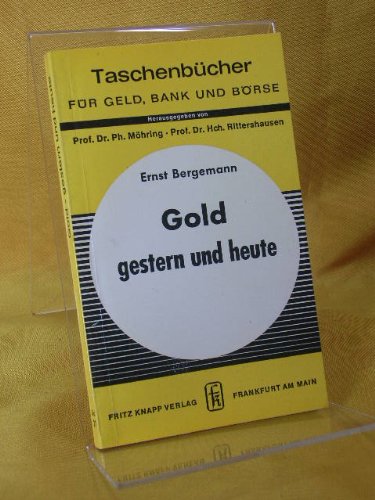 Taschenbücher
FÜR GELD, BANK UND BÖRSE
Herausgegeben von
Prof. Dr. Ph. Möhring · Prof. Dr. Hch. Rittershausen
Ernst Bergemann
Gold
gestern und heute
FRITZ KNAPP VERLAG
FRANKFURT AM MAIN